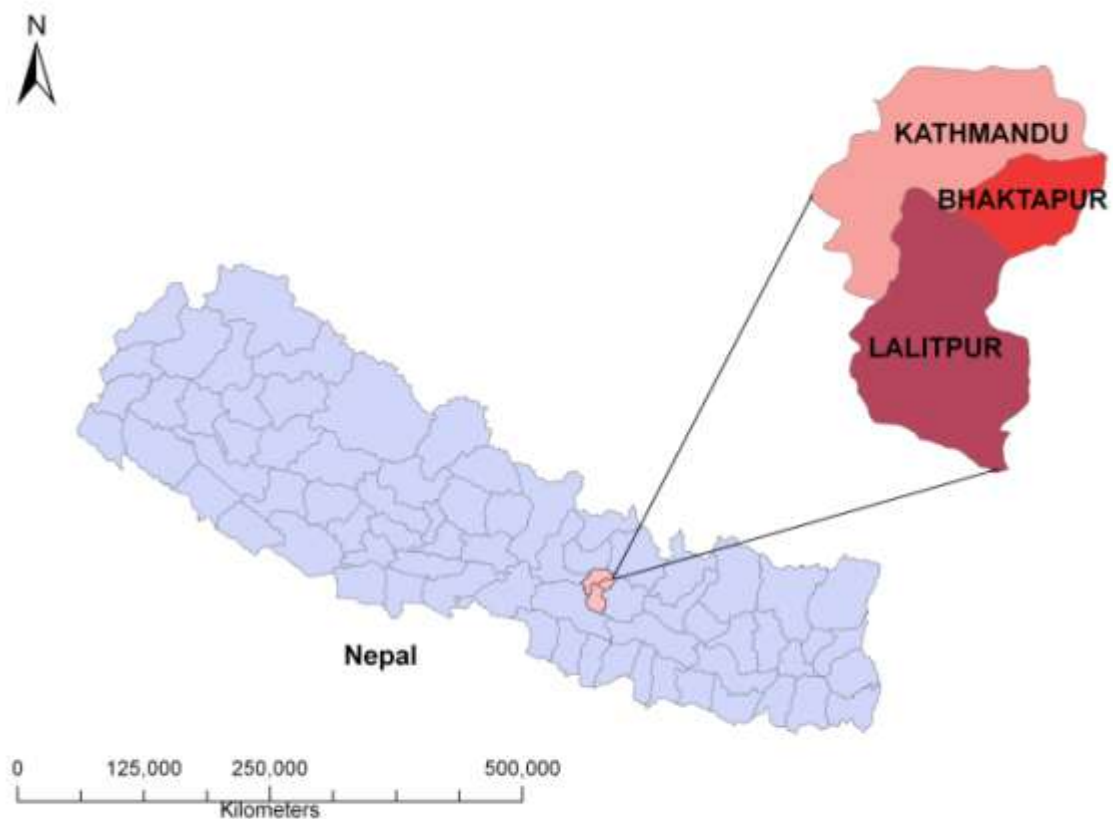 N
KATHMANDU
BHAKTAPUR
LALITPUR
Nepal
0 125,000 250,000 500,000
Kilometers